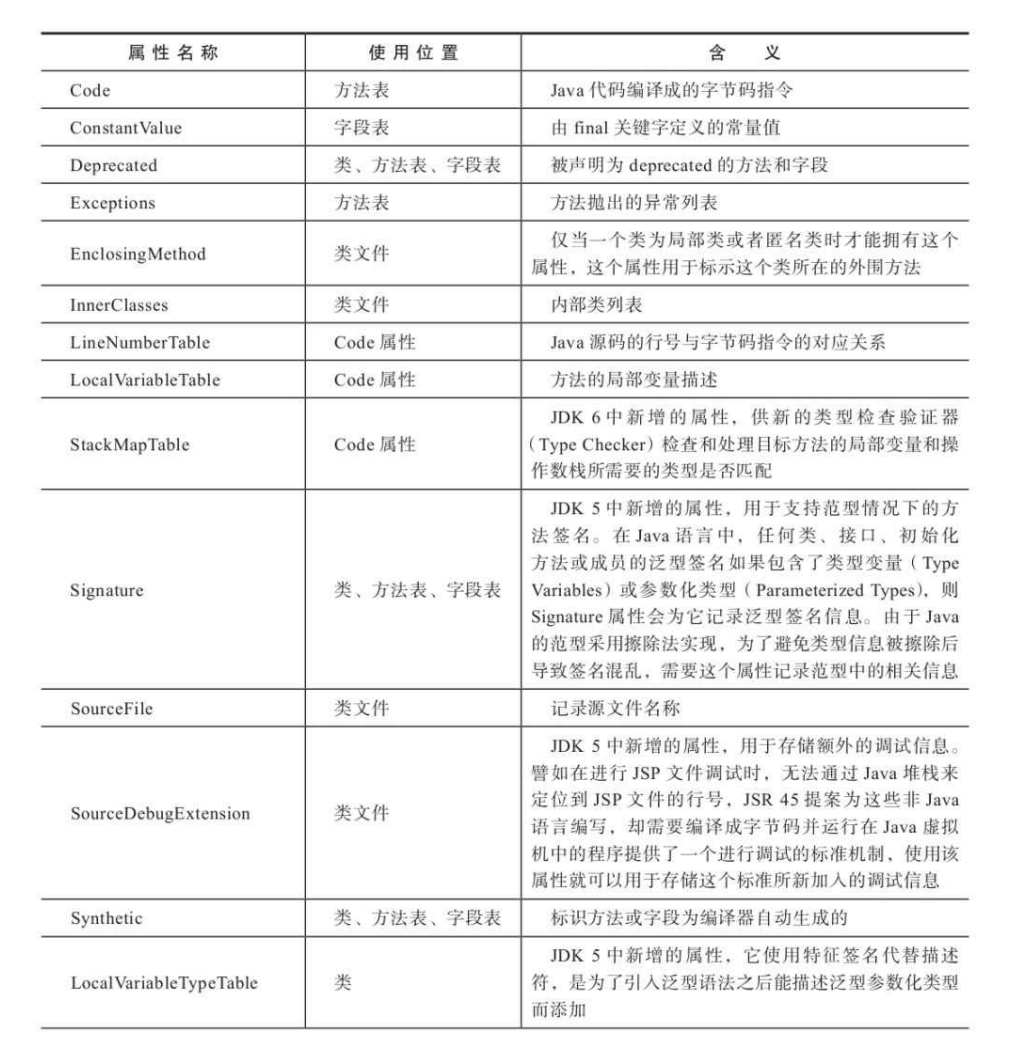 属性名称 使用位置 含 义
Code 方法表 Java 代码编译成的字节码指令
ConstantValue 字段表 由 final 关键字定义的常量值
Deprecated 类、方法表、字段表 被声明为 deprecated 的方法和字段
Exceptions 方法表 方法抛出的异常列表
仅当一个类为局部类或者匿名类时才能拥有这个
EnclosingMethod 类文件
属性，这个属性用于标示这个类所在的外围方法
InnerClasses 类文件 内部类列表
LineNumberTable Code 属性 Java 源码的行号与字节码指令的对应关系
LocalVariableTable Code 属性 方法的局部变量描述
JDK 6 中新增的属性，供新的类型检查验证器
StackMapTable Code 属性 （Type Checker）检查和处理目标方法的局部变量和操
作数栈所需要的类型是否匹配
JDK 5 中新增的属性，用于支持范型情况下的方
法签名。在 Java 语言中，任何类、接口、初始化
方法或成员的泛型签名如果包含了类型变量（Type
Signature 类、方法表、字段表 Variables）或参数化类型（Parameterized Types），则
Signature 属性会为它记录泛型签名信息。由于 Java
的范型采用擦除法实现，为了避免类型信息被擦除后
导致签名混乱，需要这个属性记录范型中的相关信息
SourceFile 类文件 记录源文件名称
JDK 5 中新增的属性，用于存储额外的调试信息。
譬如在进行 JSP 文件调试时，无法通过 Java 堆栈来
定位到 JSP 文件的行号，JSR 45 提案为这些非 Java
SourceDebugExtension 类文件
语言编写，却需要编译成字节码并运行在 Java 虚拟
机中的程序提供了一个进行调试的标准机制，使用该
属性就可以用于存储这个标准所新加入的调试信息
Synthetic 类、方法表、字段表 标识方法或字段为编译器自动生成的
JDK 5 中新增的属性，它使用特征签名代替描述
LocalVariableTypeTable 类 符，是为了引入泛型语法之后能描述泛型参数化类型
而添加